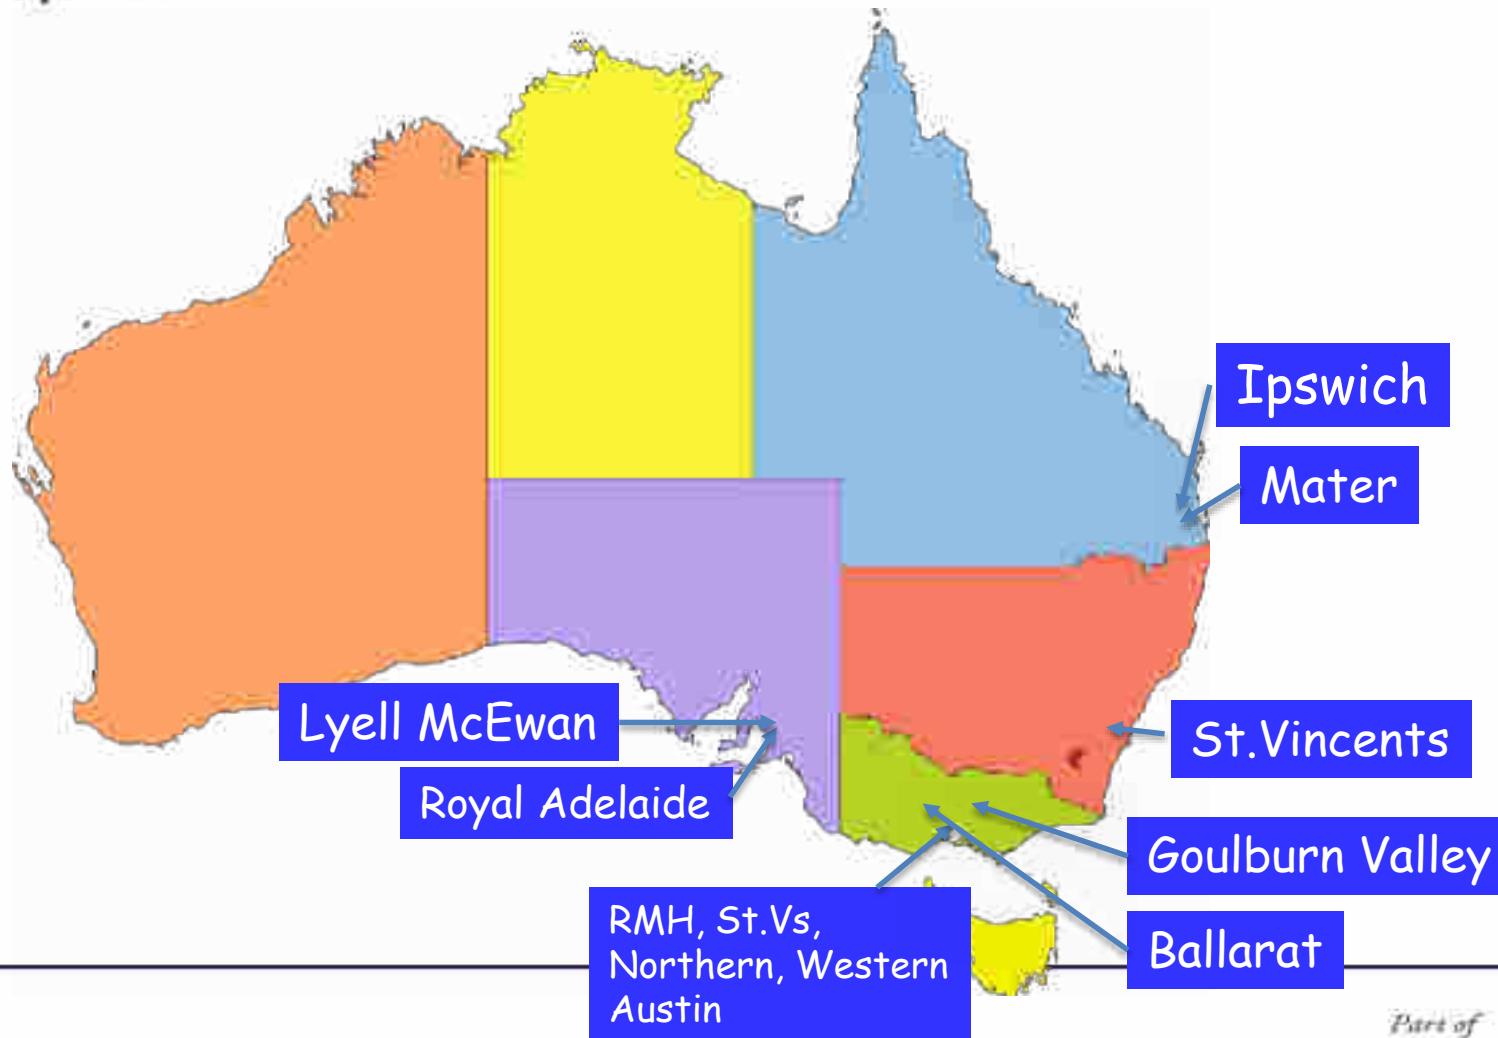 Ipswich
Mater
Lyell McEwan
St.Vincents
Royal Adelaide
Goulburn Valley
RMH, St.Vs,
Northern, Western
Austin
Ballarat
Part of